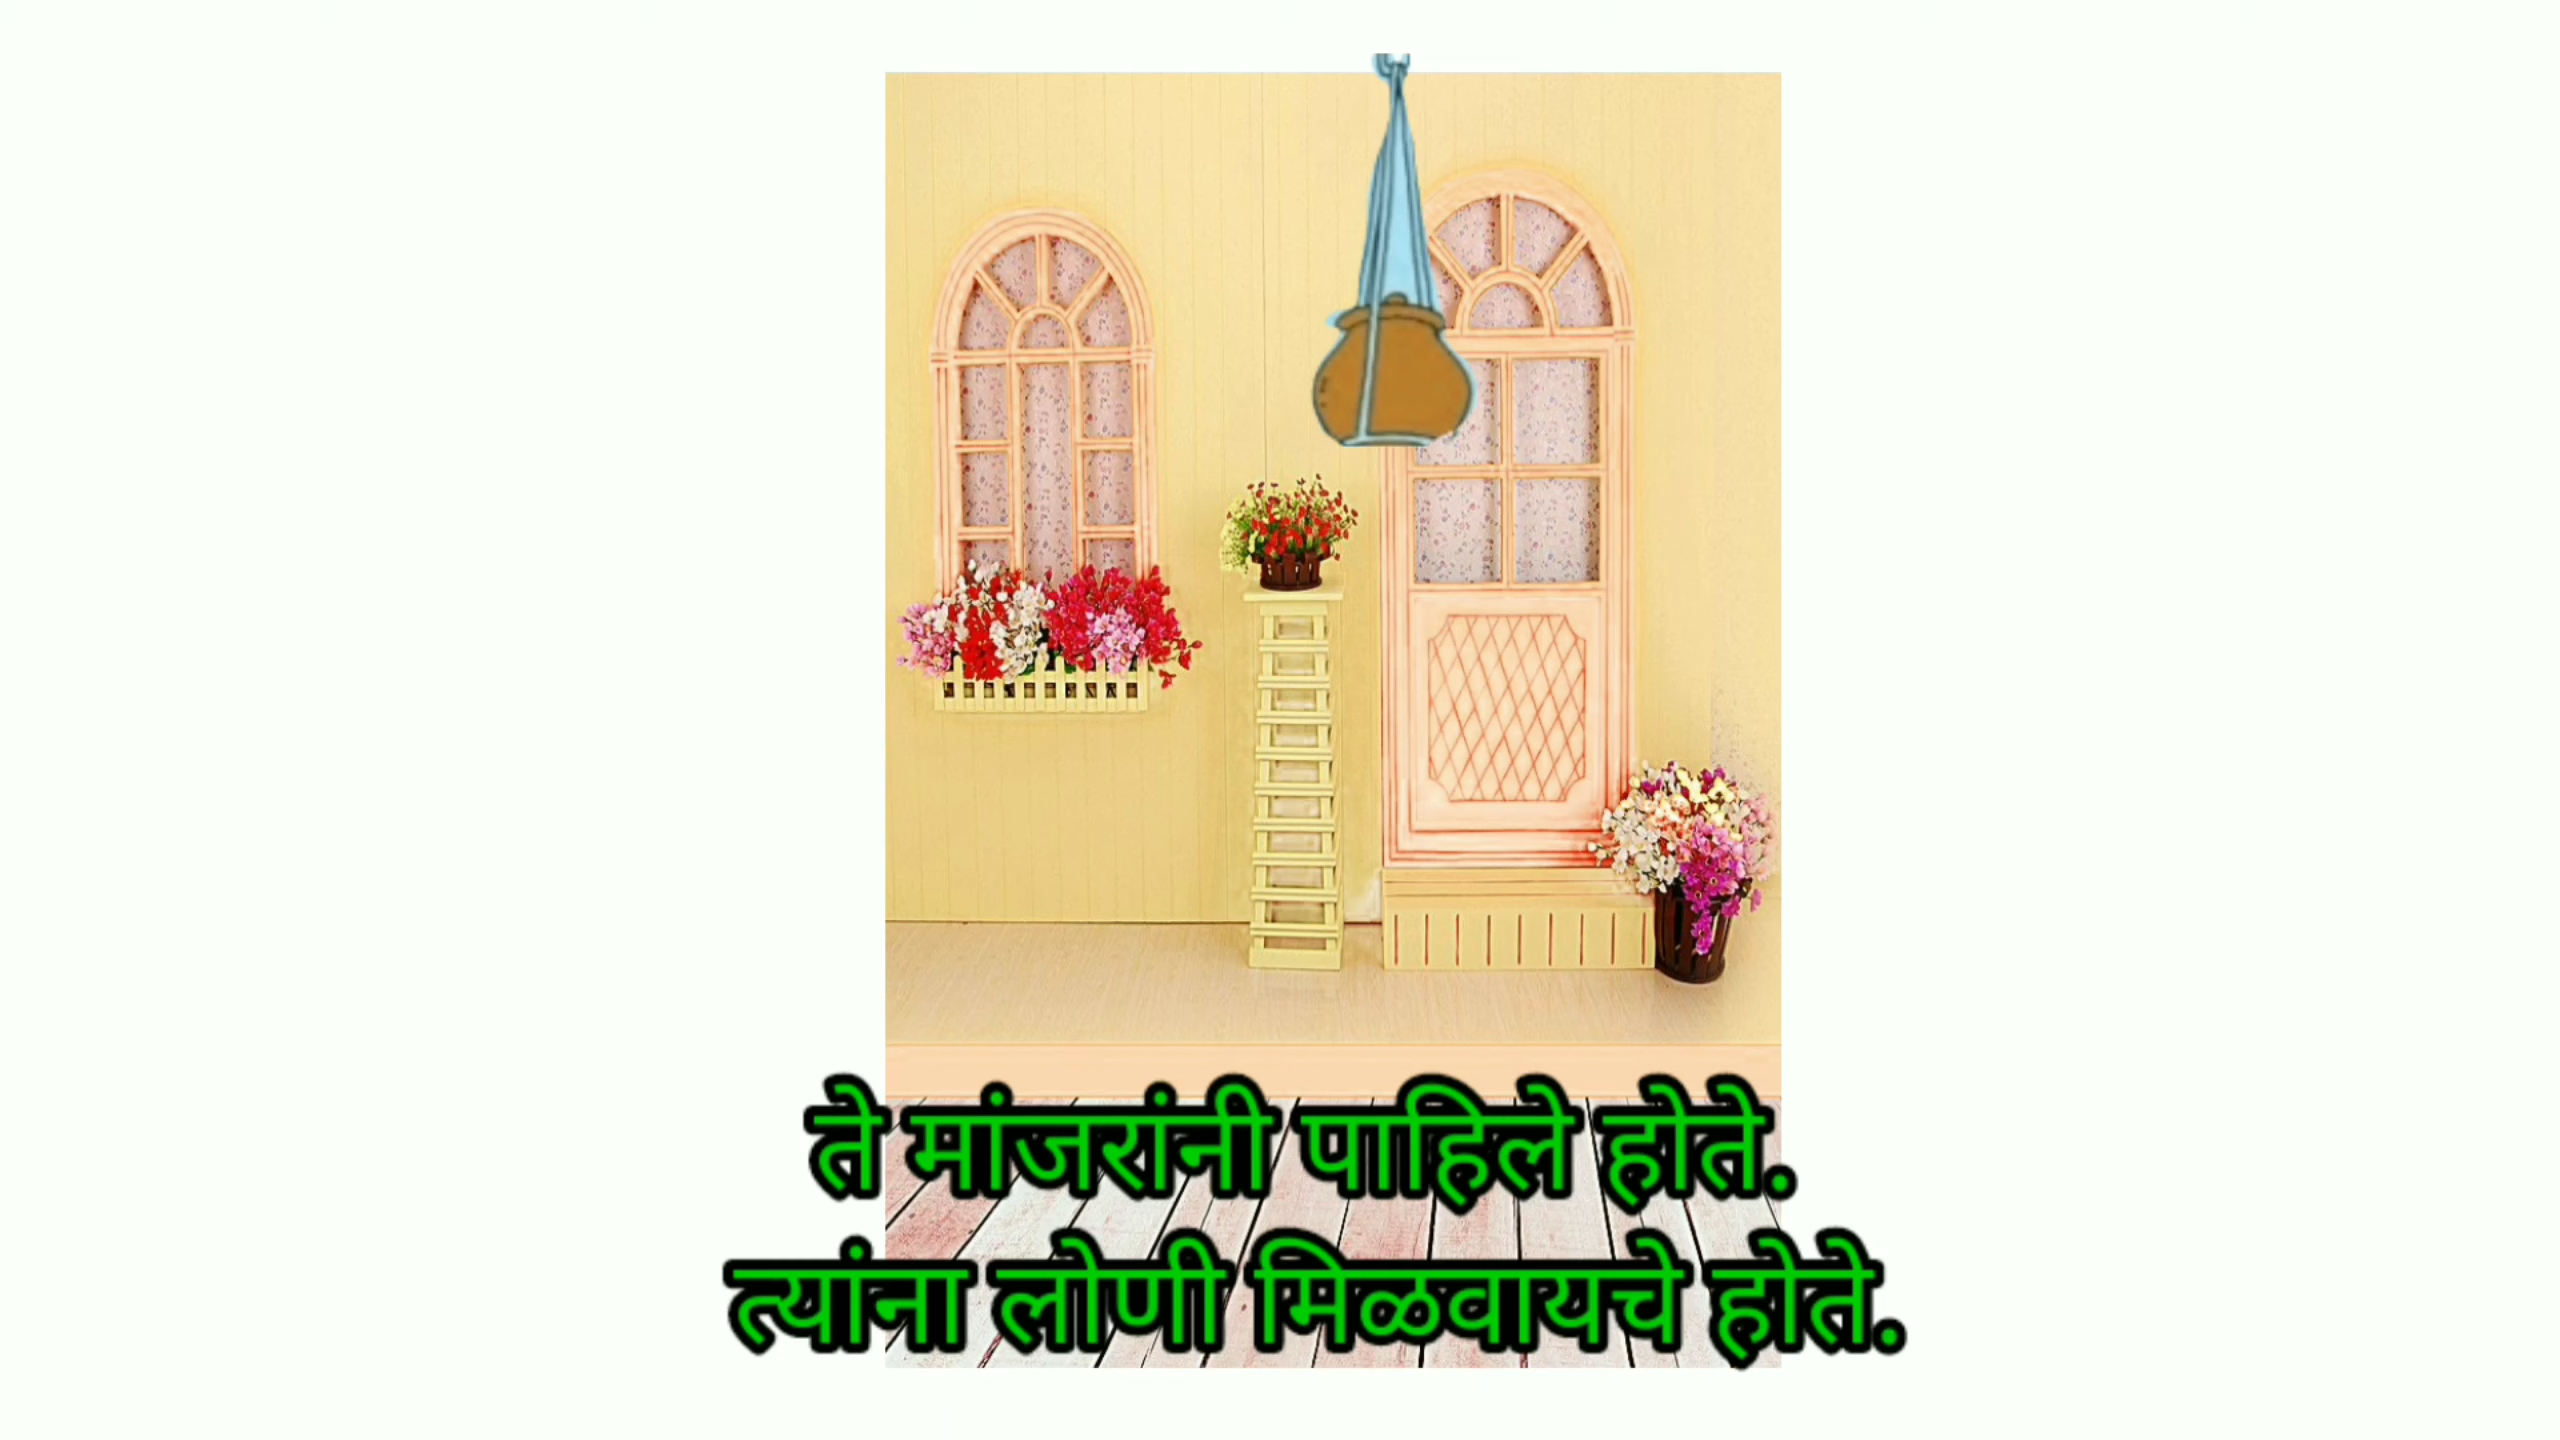 ते मांजरांनी पाहिले होते.
त्यांना लोणी मिळवायचे होते.